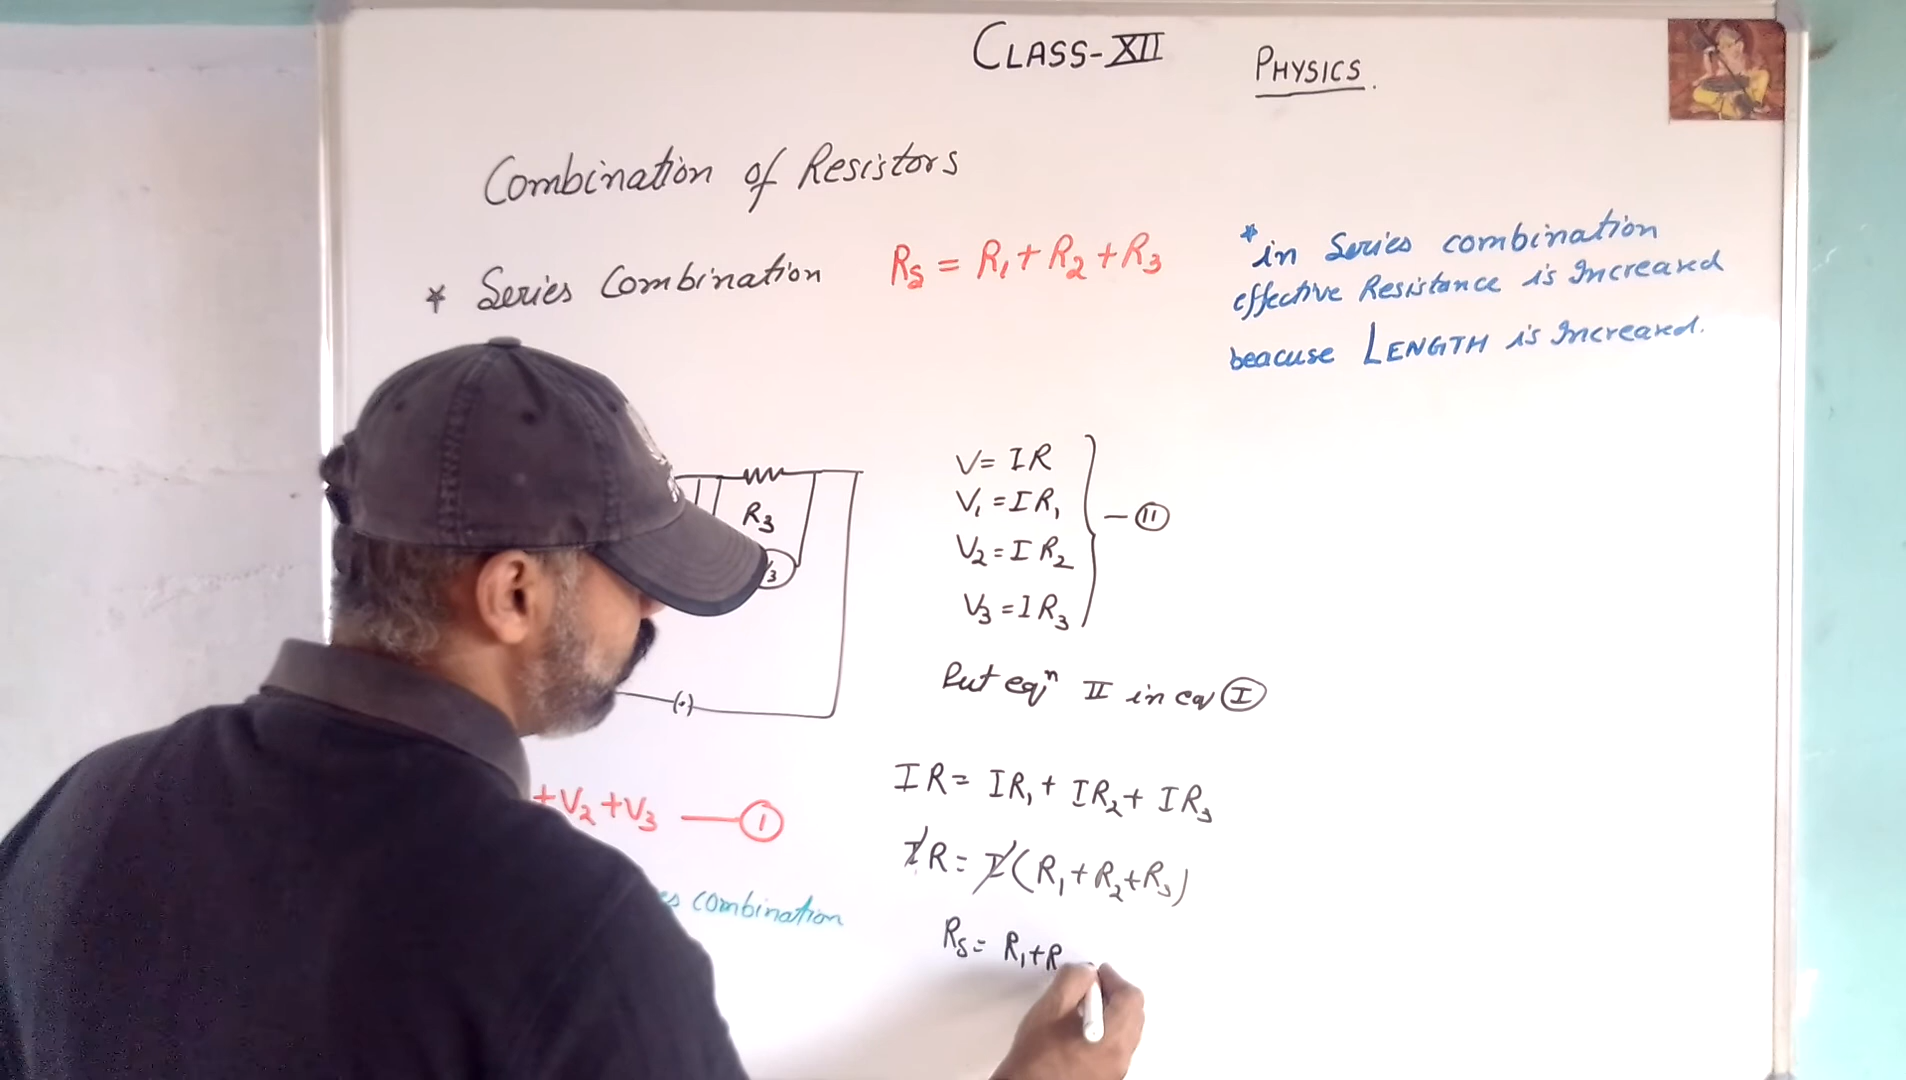 CLASS-XII
PHYSICS.
Combination of Resistors
* Series Combination
Rs = R₁ + R₂ + R₃
* in Series combination
effective Resistance is Increased
beacuse LENGTH is Increased.
R₃
₃
V = IR
V₁ = IR₁
V₂ = IR₂
V₃ = IR₃
— (II)
Put eqⁿ II in eq (I)
+V₂ +V₃ — (1)
IR = IR₁ + IR₂ + IR₃
IR = I(R₁ + R₂ + R₃)
es combination
Rs = R₁ + R